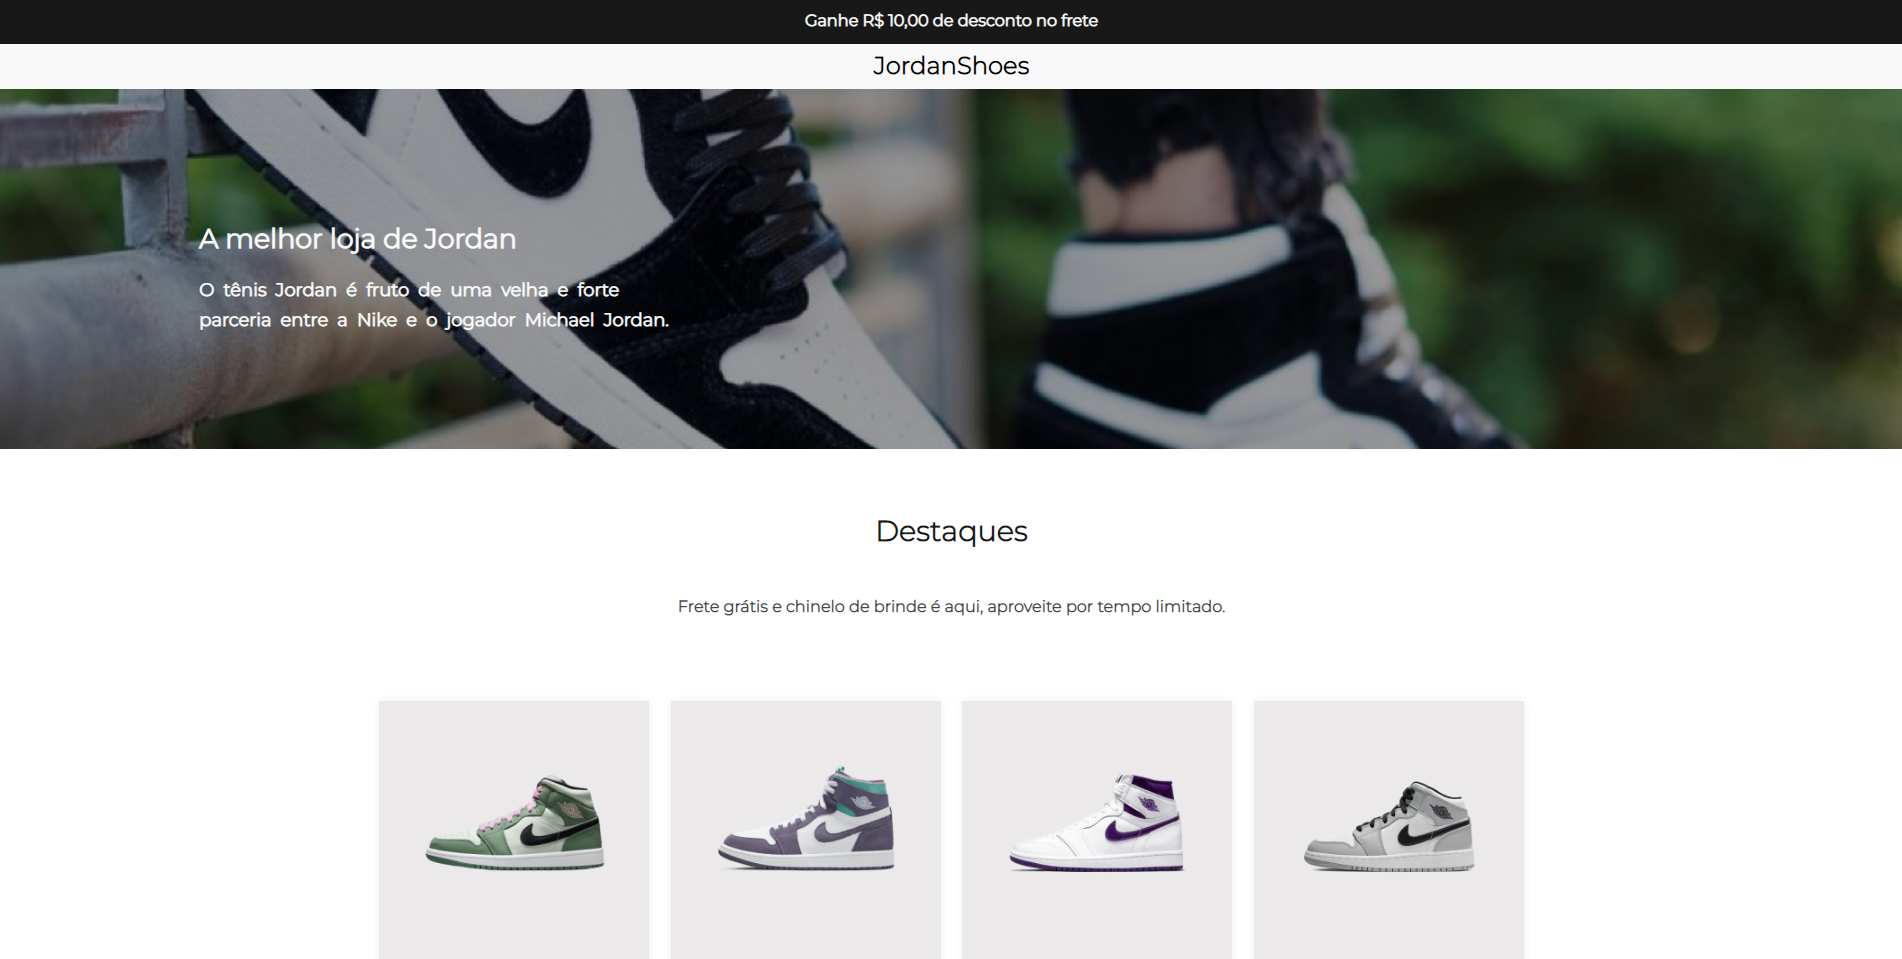 Ganhe R$ 10,00 de desconto no frete
JordanShoes
A melhor loja de Jordan
O tênis Jordan é fruto de uma velha e forte
parceria entre a Nike e o jogador Michael Jordan.
Destaques
Frete grátis e chinelo de brinde é aqui, aproveite por tempo limitado.